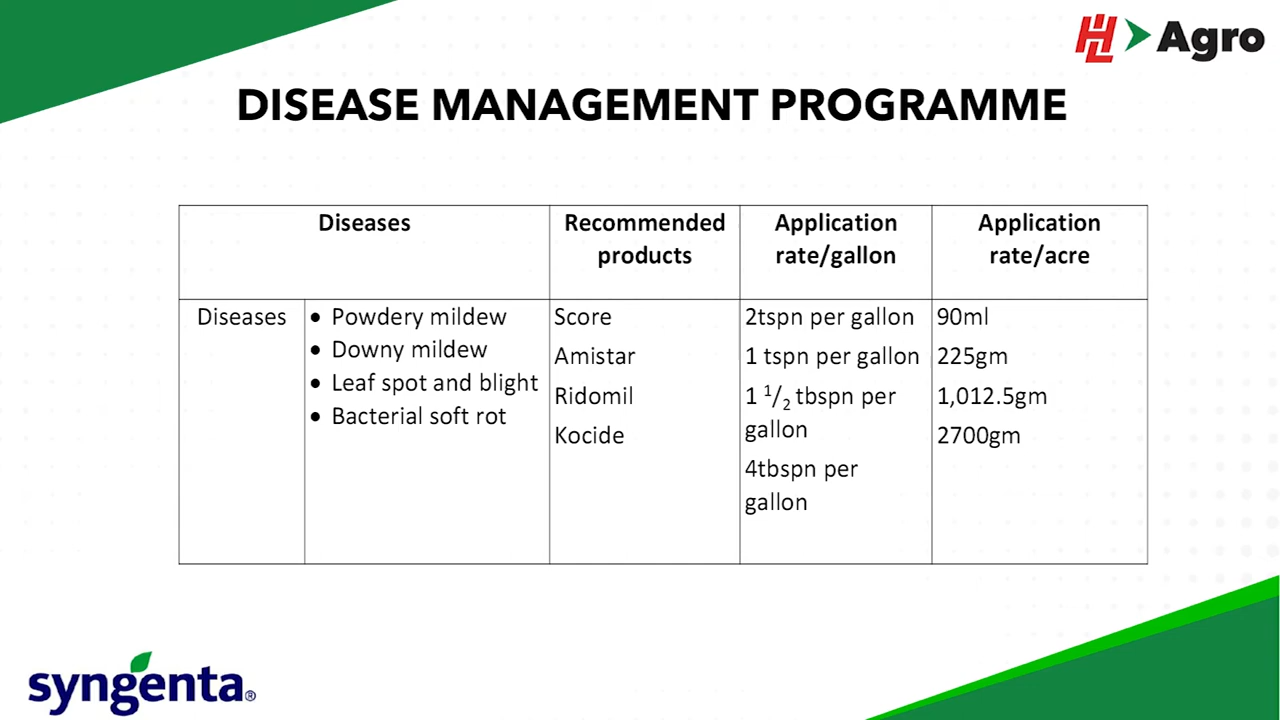 HL Agro
DISEASE MANAGEMENT PROGRAMME
Diseases
Recommended
products
Application
rate/gallon
Application
rate/acre
Diseases
• Powdery mildew
• Downy mildew
• Leaf spot and blight
• Bacterial soft rot
Score
Amistar
Ridomil
Kocide
2tspn per gallon
1 tspn per gallon
1 1/2 tbspn per
gallon
4tbspn per
gallon
90ml
225gm
1,012.5gm
2700gm
syngenta®